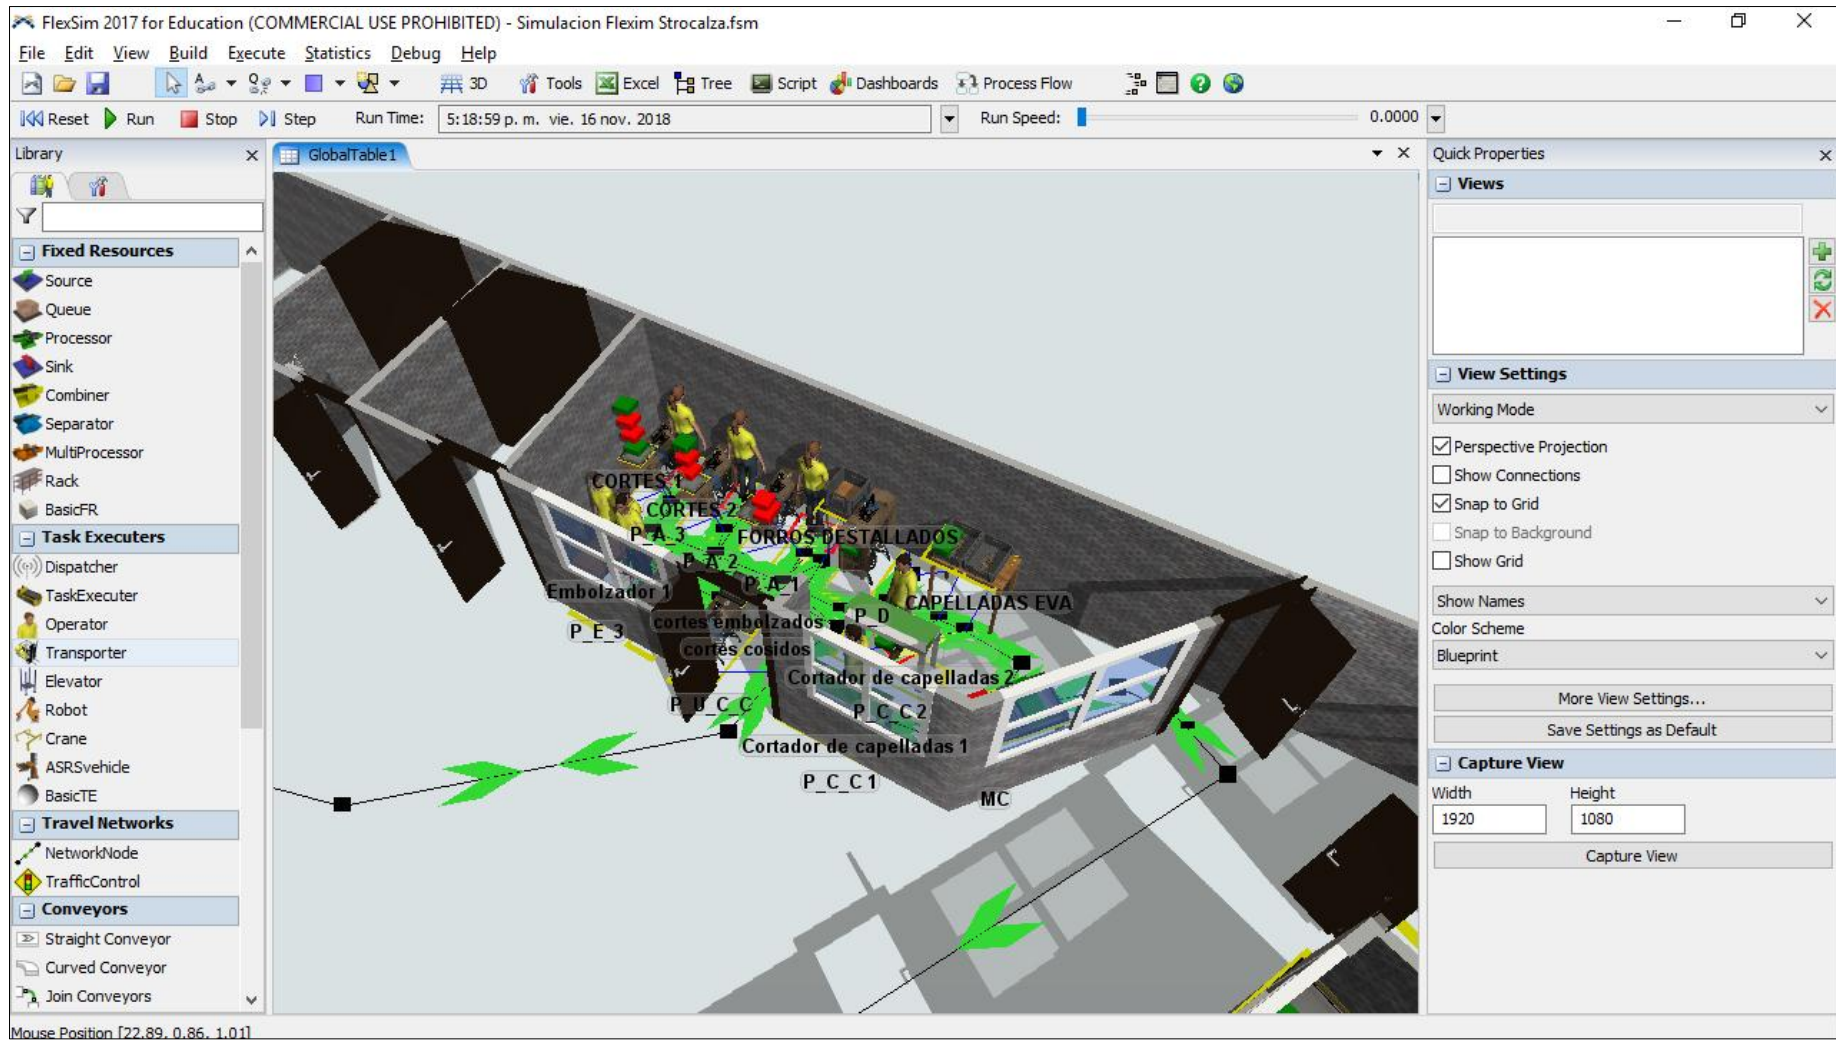 FlexSim 2017 for Education (COMMERCIAL USE PROHIBITED) - Simulacion Flexim Strocalza.fsm
File Edit View Build Execute Statistics Debug Help
3D Tools Excel Tree Script Dashboards Process Flow
Reset Run Stop Step Run Time: 5:18:59 p. m. vie. 16 nov. 2018 Run Speed: 0.0000
Library
GlobalTable1
Quick Properties
Fixed Resources
Source
Queue
Processor
Sink
Combiner
Separator
MultiProcessor
Rack
BasicFR
Task Executers
Dispatcher
TaskExecuter
Operator
Transporter
Elevator
Robot
Crane
ASRSvehicle
BasicTE
Travel Networks
NetworkNode
TrafficControl
Conveyors
Straight Conveyor
Curved Conveyor
Join Conveyors
CORTES 1
CORTES 2
P_A_3
FORROS DESTALLADOS
P_A_2
P_A_1
Embolzador 1
CAPELLADAS EVA
cortes embolzados
P_D
P_E_3
cortes cosidos
Cortador de capelladas 2
P_U_C_C
P_C_C 2
Cortador de capelladas 1
P_C_C 1
MC
Views
View Settings
Working Mode
Perspective Projection
Show Connections
Snap to Grid
Snap to Background
Show Grid
Show Names
Color Scheme
Blueprint
More View Settings...
Save Settings as Default
Capture View
Width Height
1920 1080
Capture View
Mouse Position [22.89, 0.86, 1.01]